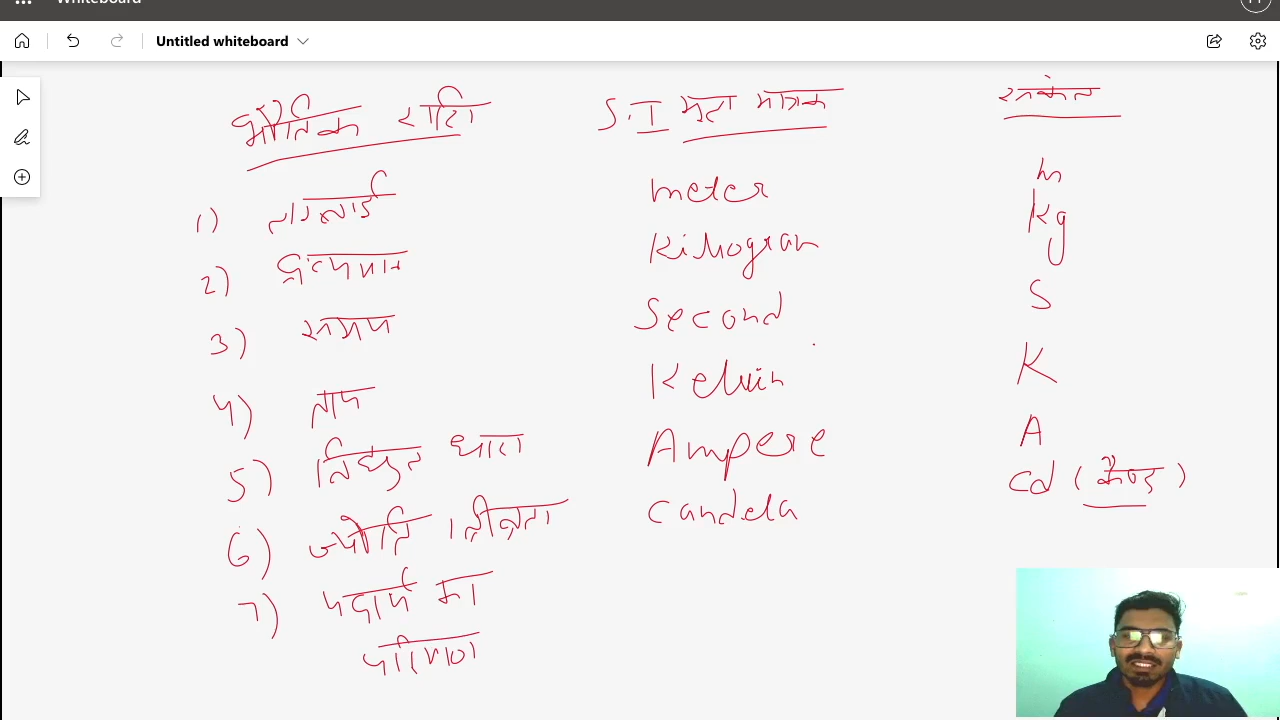 Whiteboard
Untitled whiteboard
भौतिक राशि S.I मूल मात्रक संकेत
1) लम्बाई meter m
2) द्रव्यमान Kilogram kg
3) समय Second S
4) ताप Kelvin K
5) विद्युत धारा Ampere A
6) ज्योति तीव्रता candela cd (कैण्ड)
7) पदार्थ का
परिमाण